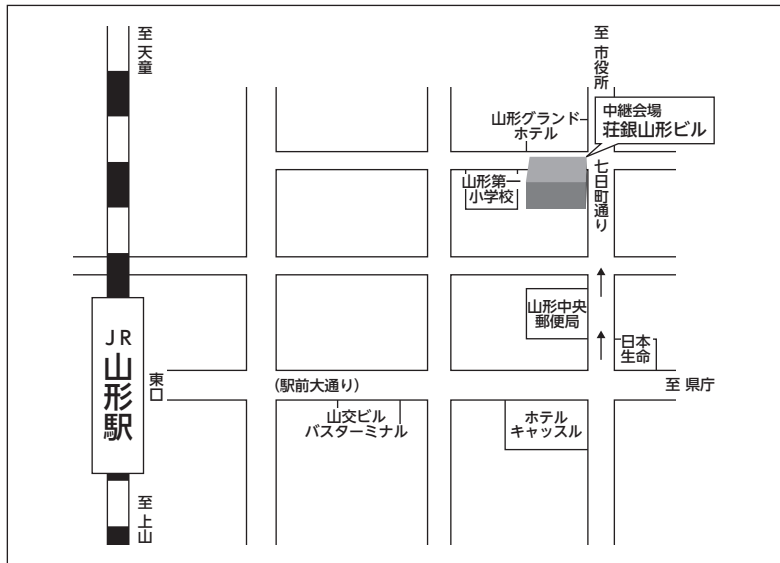 至 天童
至 市役所
中継会場
荘銀山形ビル
山形グランド
ホテル
山形第一
小学校
七日町通り
山形中央
郵便局
日本
生命
JR
山形駅
東口
(駅前大通り)
至 県庁
山交ビル
バスターミナル
ホテル
キャッスル
至 上山